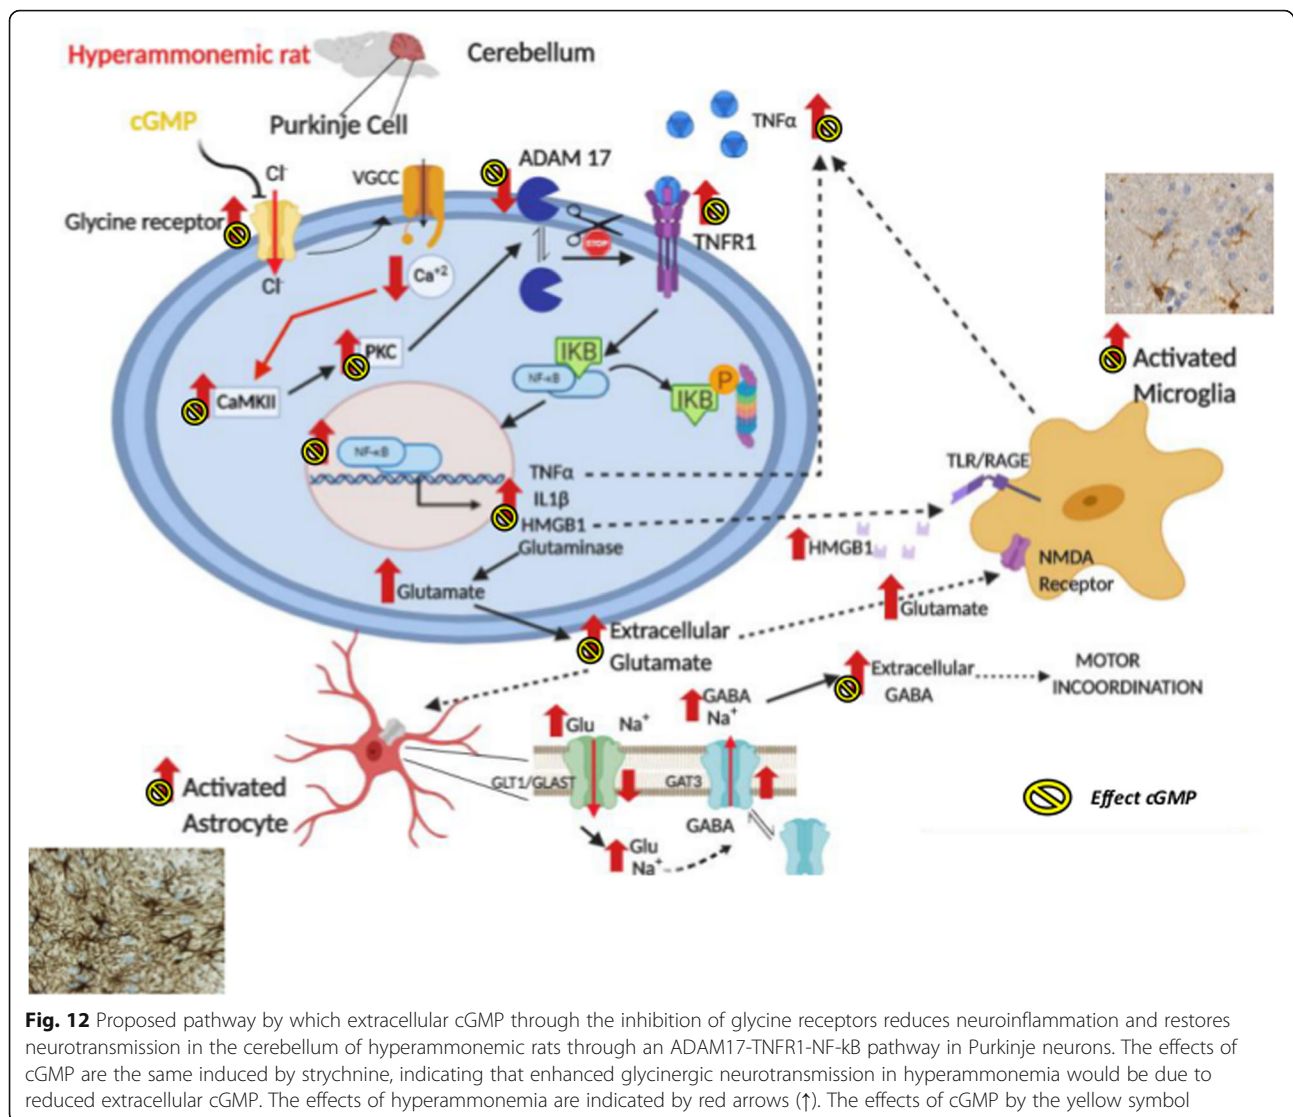 Hyperammonemic rat
Cerebellum
cGMP
Purkinje Cell
TNFα
Cl⁻
VGCC
ADAM 17
Glycine receptor
STOP
TNFR1
Cl⁻
Ca⁺²
PKC
IKB
NF-κB
P
IKB
CaMKII
Activated
Microglia
NF-κB
TNFα
IL1β
HMGB1
Glutaminase
TLR/RAGE
HMGB1
NMDA
Receptor
Glutamate
Glutamate
Extracellular
Glutamate
Extracellular
GABA
MOTOR
INCOORDINATION
GABA
Na⁺
Glu Na⁺
GLT1/GLAST
GAT3
Activated
Astrocyte
GABA
Glu
Na⁺
Effect cGMP
Fig. 12 Proposed pathway by which extracellular cGMP through the inhibition of glycine receptors reduces neuroinflammation and restores
neurotransmission in the cerebellum of hyperammonemic rats through an ADAM17-TNFR1-NF-kB pathway in Purkinje neurons. The effects of
cGMP are the same induced by strychnine, indicating that enhanced glycinergic neurotransmission in hyperammonemia would be due to
reduced extracellular cGMP. The effects of hyperammonemia are indicated by red arrows (↑). The effects of cGMP by the yellow symbol